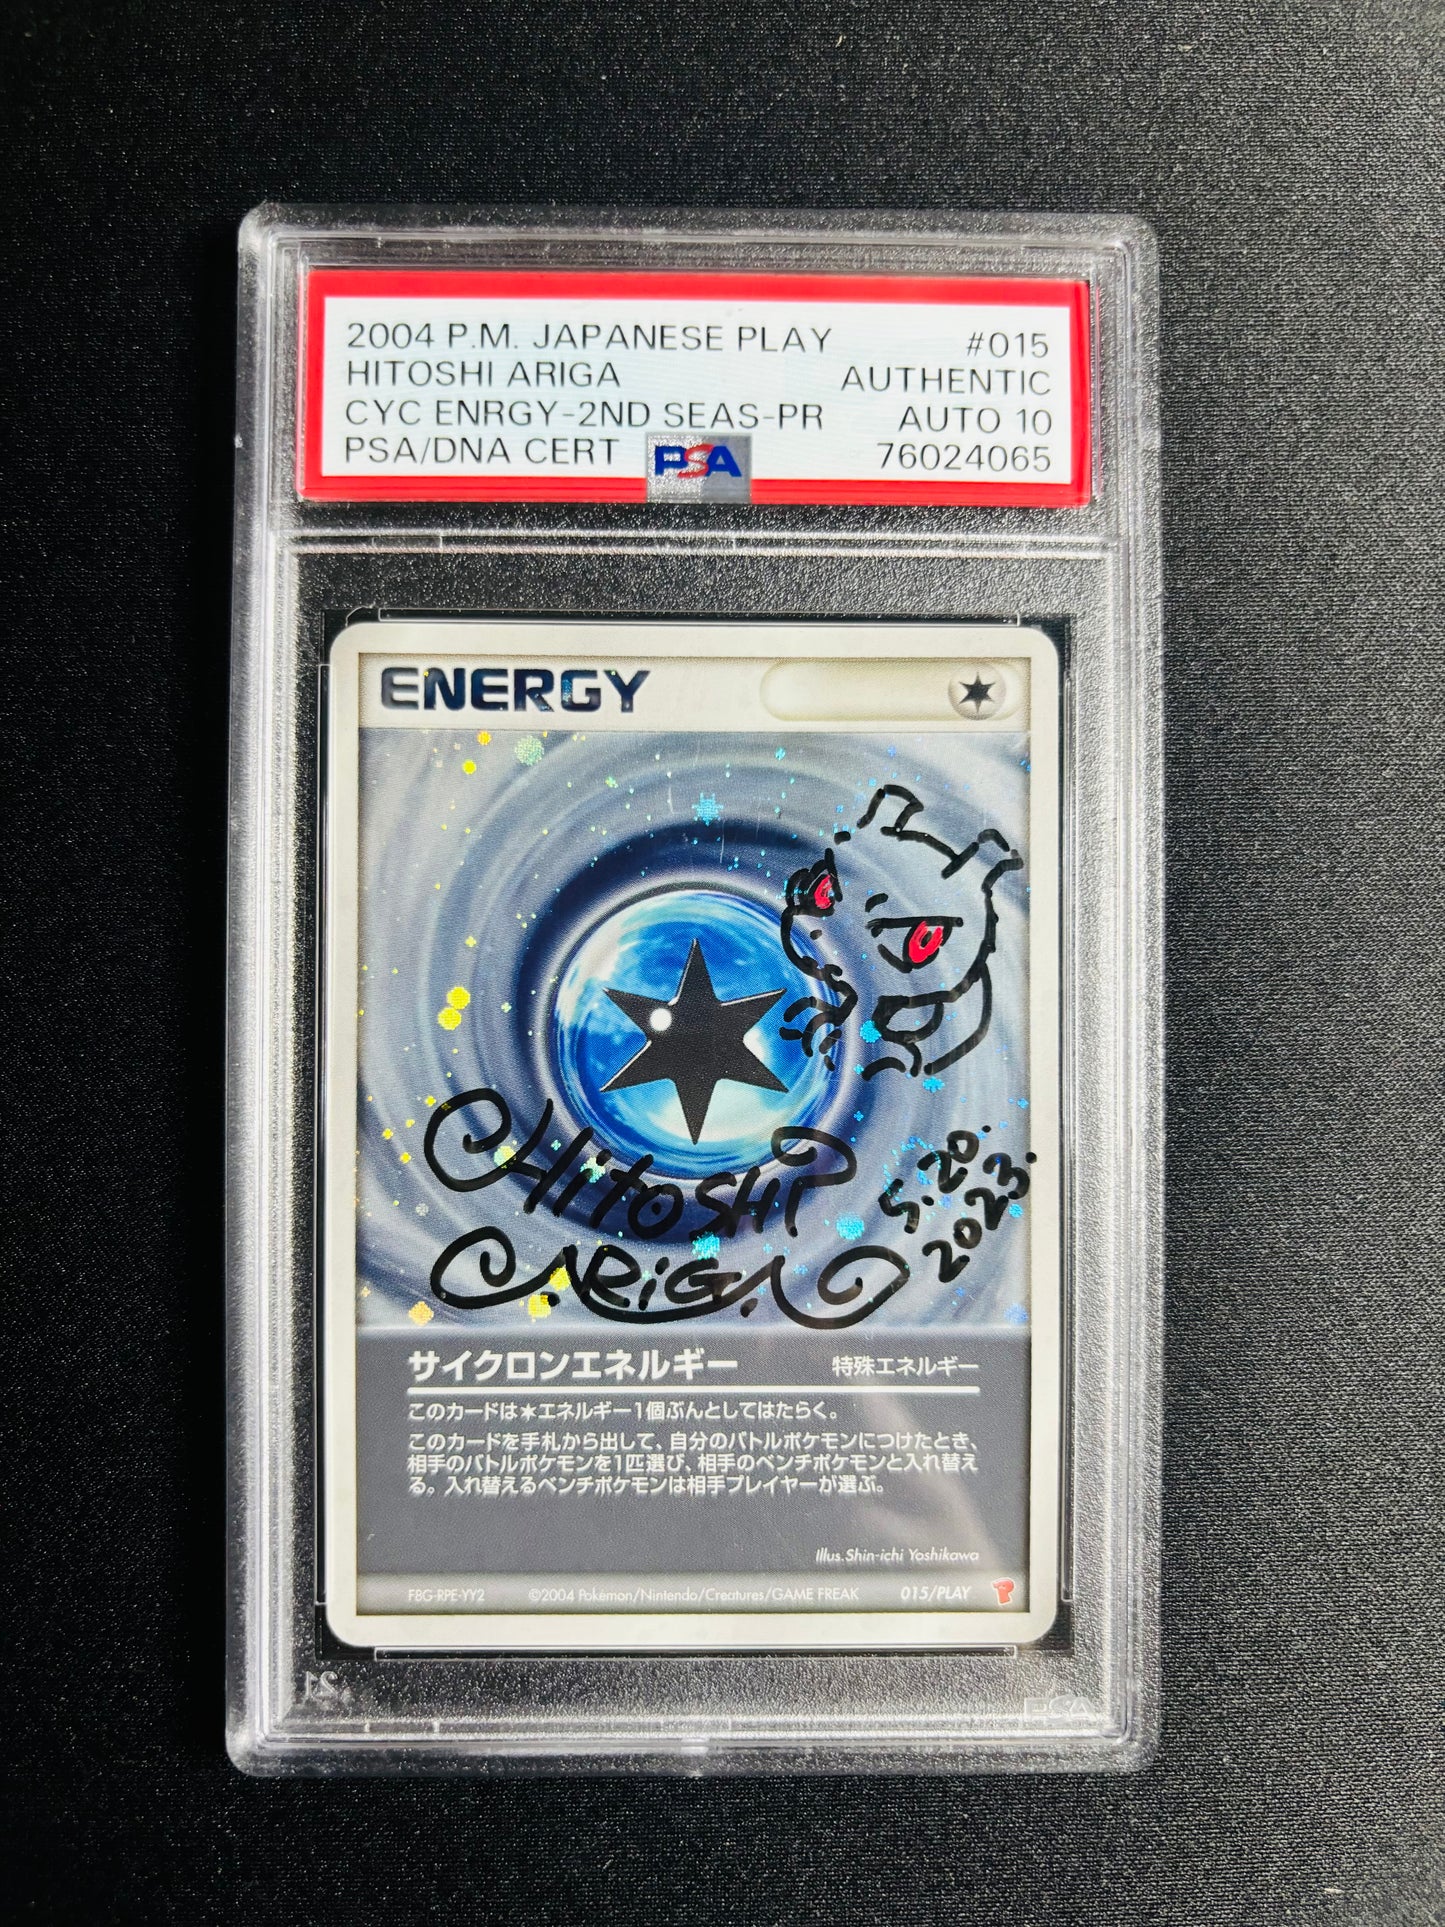 2004 P.M. JAPANESE PLAY #015
HITOSHI ARIGA AUTHENTIC
CYC ENRGY-2ND SEAS-PR AUTO 10
PSA/DNA CERT PSA 76024065
ENERGY
HITOSHI
ARIGA
5.20.
2023.
サイクロンエネルギー 特殊エネルギー
このカードは★エネルギー1個ぶんとしてはたらく。
このカードを手札から出して、自分のバトルポケモンにつけたとき、
相手のバトルポケモンを1匹選び、相手のベンチポケモンと入れ替え
る。入れ替えるベンチポケモンは相手プレイヤーが選ぶ。
Illus.Shin-ichi Yoshikawa
FBG-RPE-YY2 ©2004 Pokémon/Nintendo/Creatures/GAME FREAK 015/PLAY P
PSA